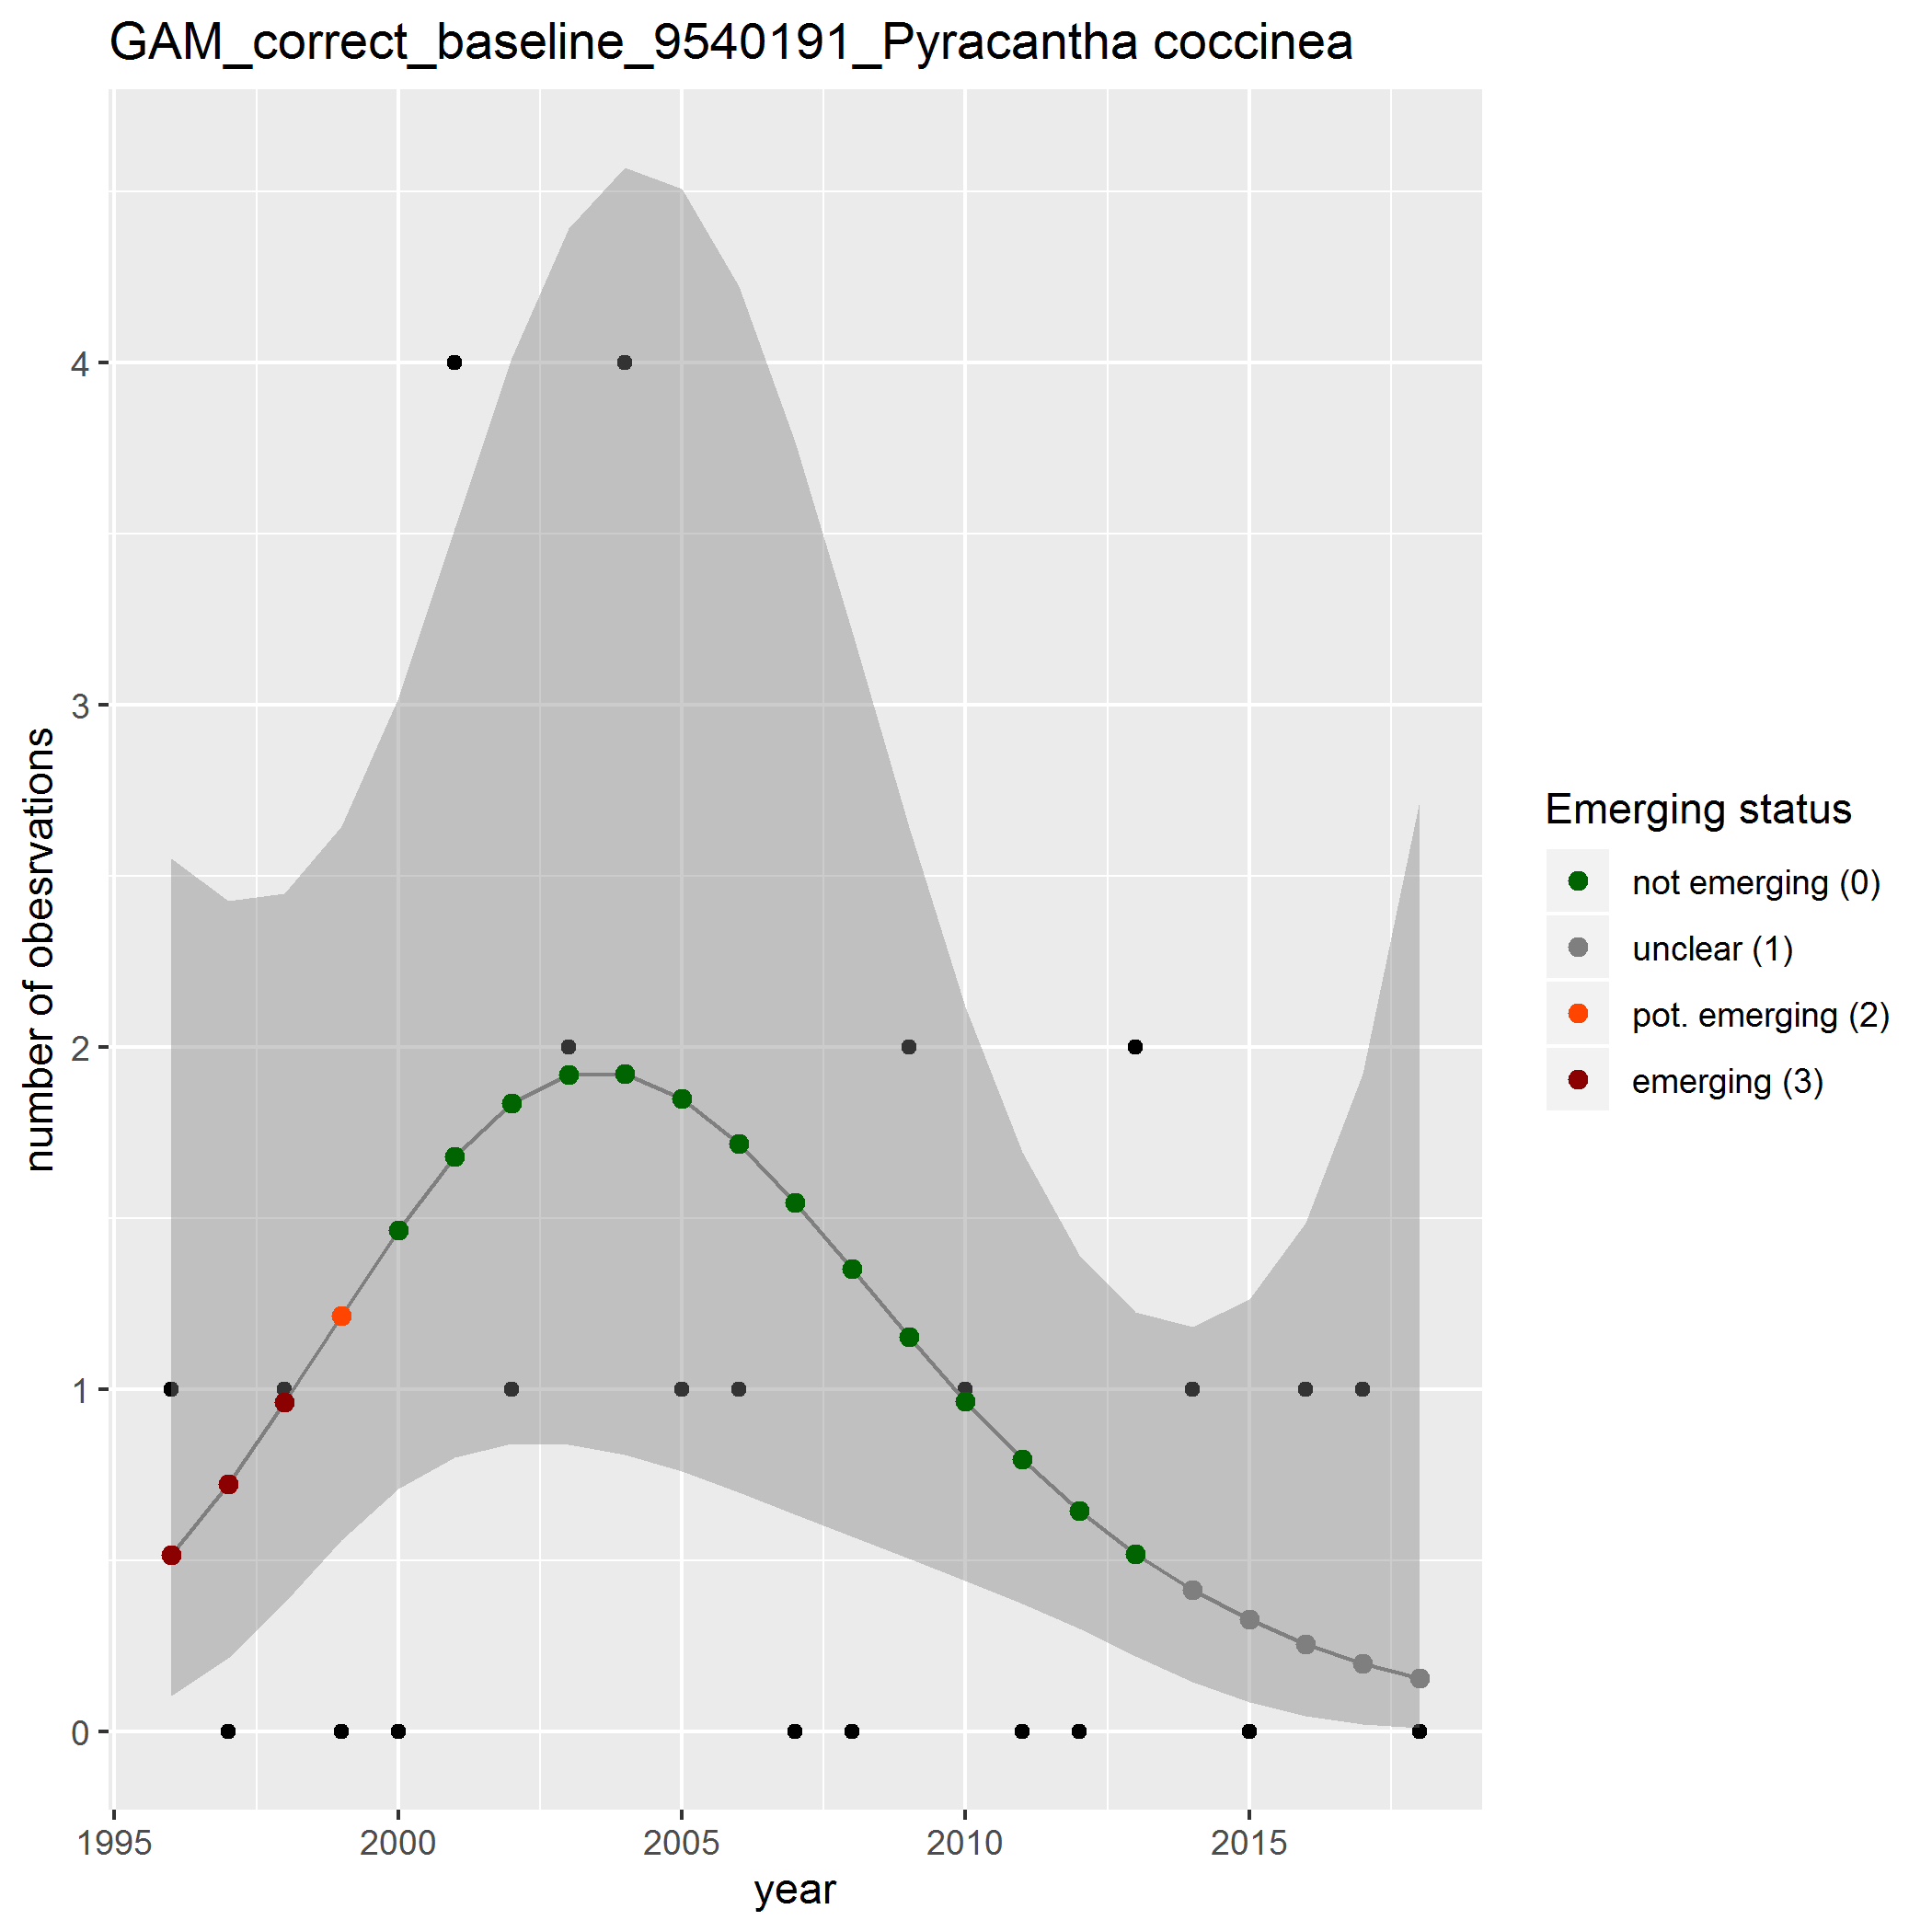 GAM_correct_baseline_9540191_Pyracantha coccinea
number of obesrvations
4
3
2
1
0
1995
2000
2005
2010
2015
year
Emerging status
not emerging (0)
unclear (1)
pot. emerging (2)
emerging (3)